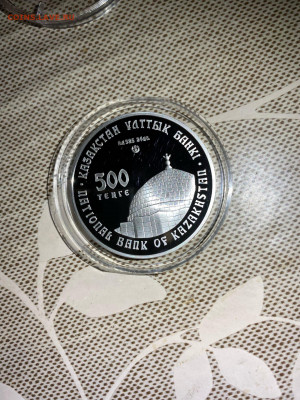 ҚАЗАҚСТАН ҰЛТТЫҚ БАНКІ
500
ТЕҢГЕ
NATIONAL BANK OF KAZAKHSTAN